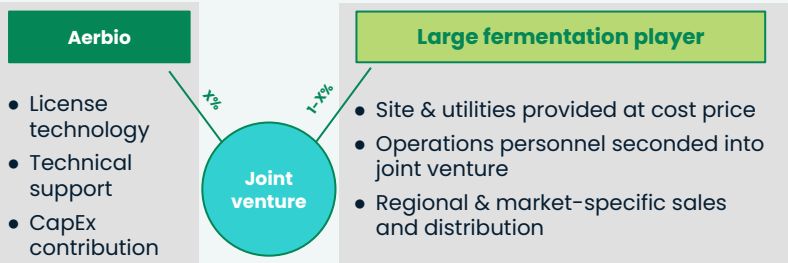 Aerbio
Large fermentation player
X%
1-X%
● License
technology
● Technical
support
● CapEx
contribution
Joint
venture
● Site & utilities provided at cost price
● Operations personnel seconded into
joint venture
● Regional & market-specific sales
and distribution